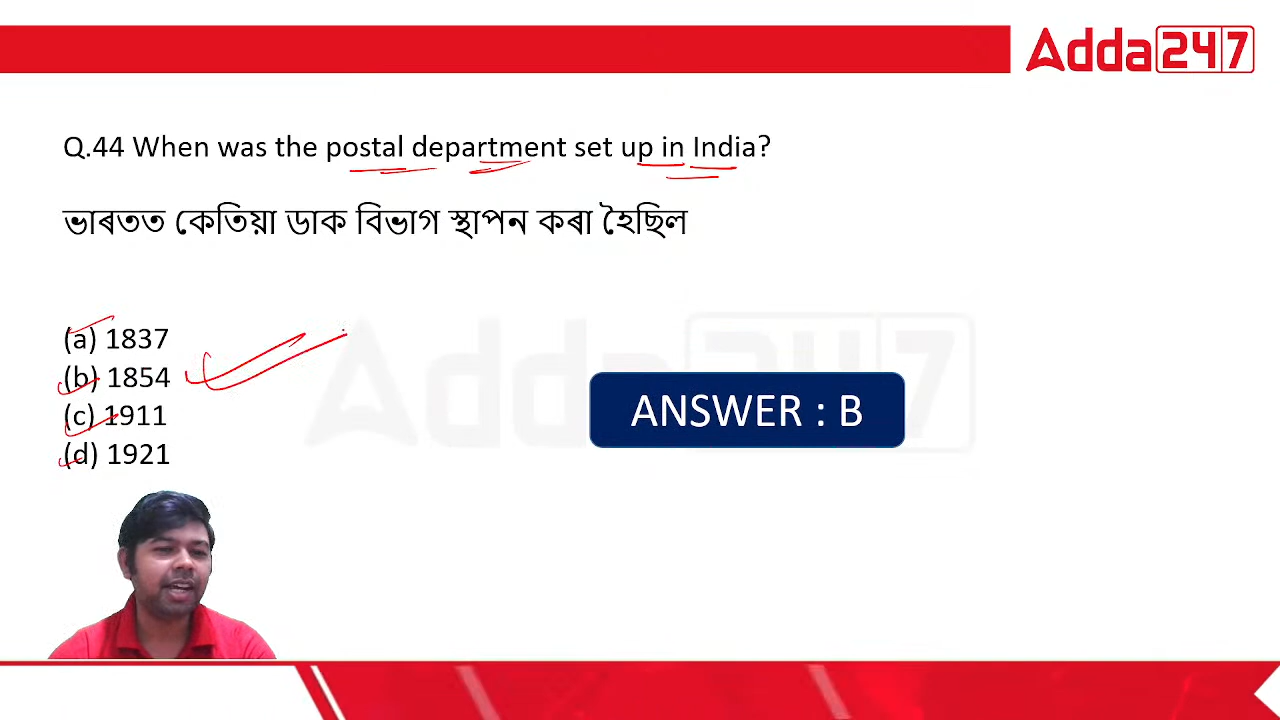 Adda247
Q.44 When was the postal department set up in India?
ভাৰতত কেতিয়া ডাক বিভাগ স্থাপন কৰা হৈছিল
(a) 1837
(b) 1854
(c) 1911
(d) 1921
Adda247
ANSWER : B